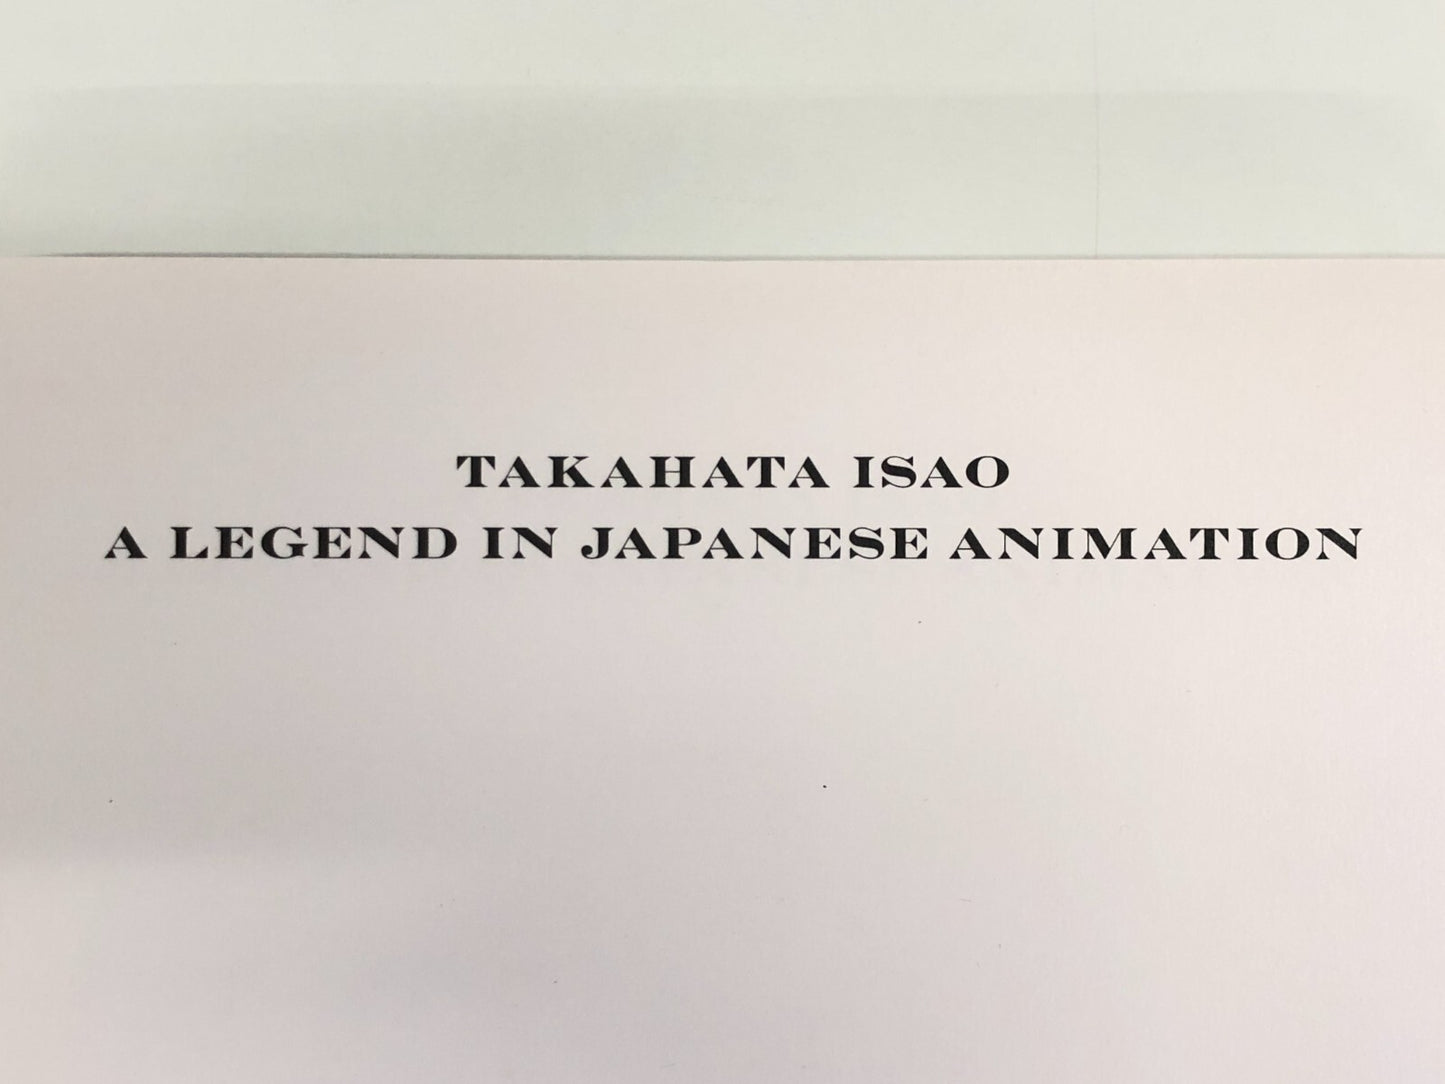 TAKAHATA ISAO
A LEGEND IN JAPANESE ANIMATION